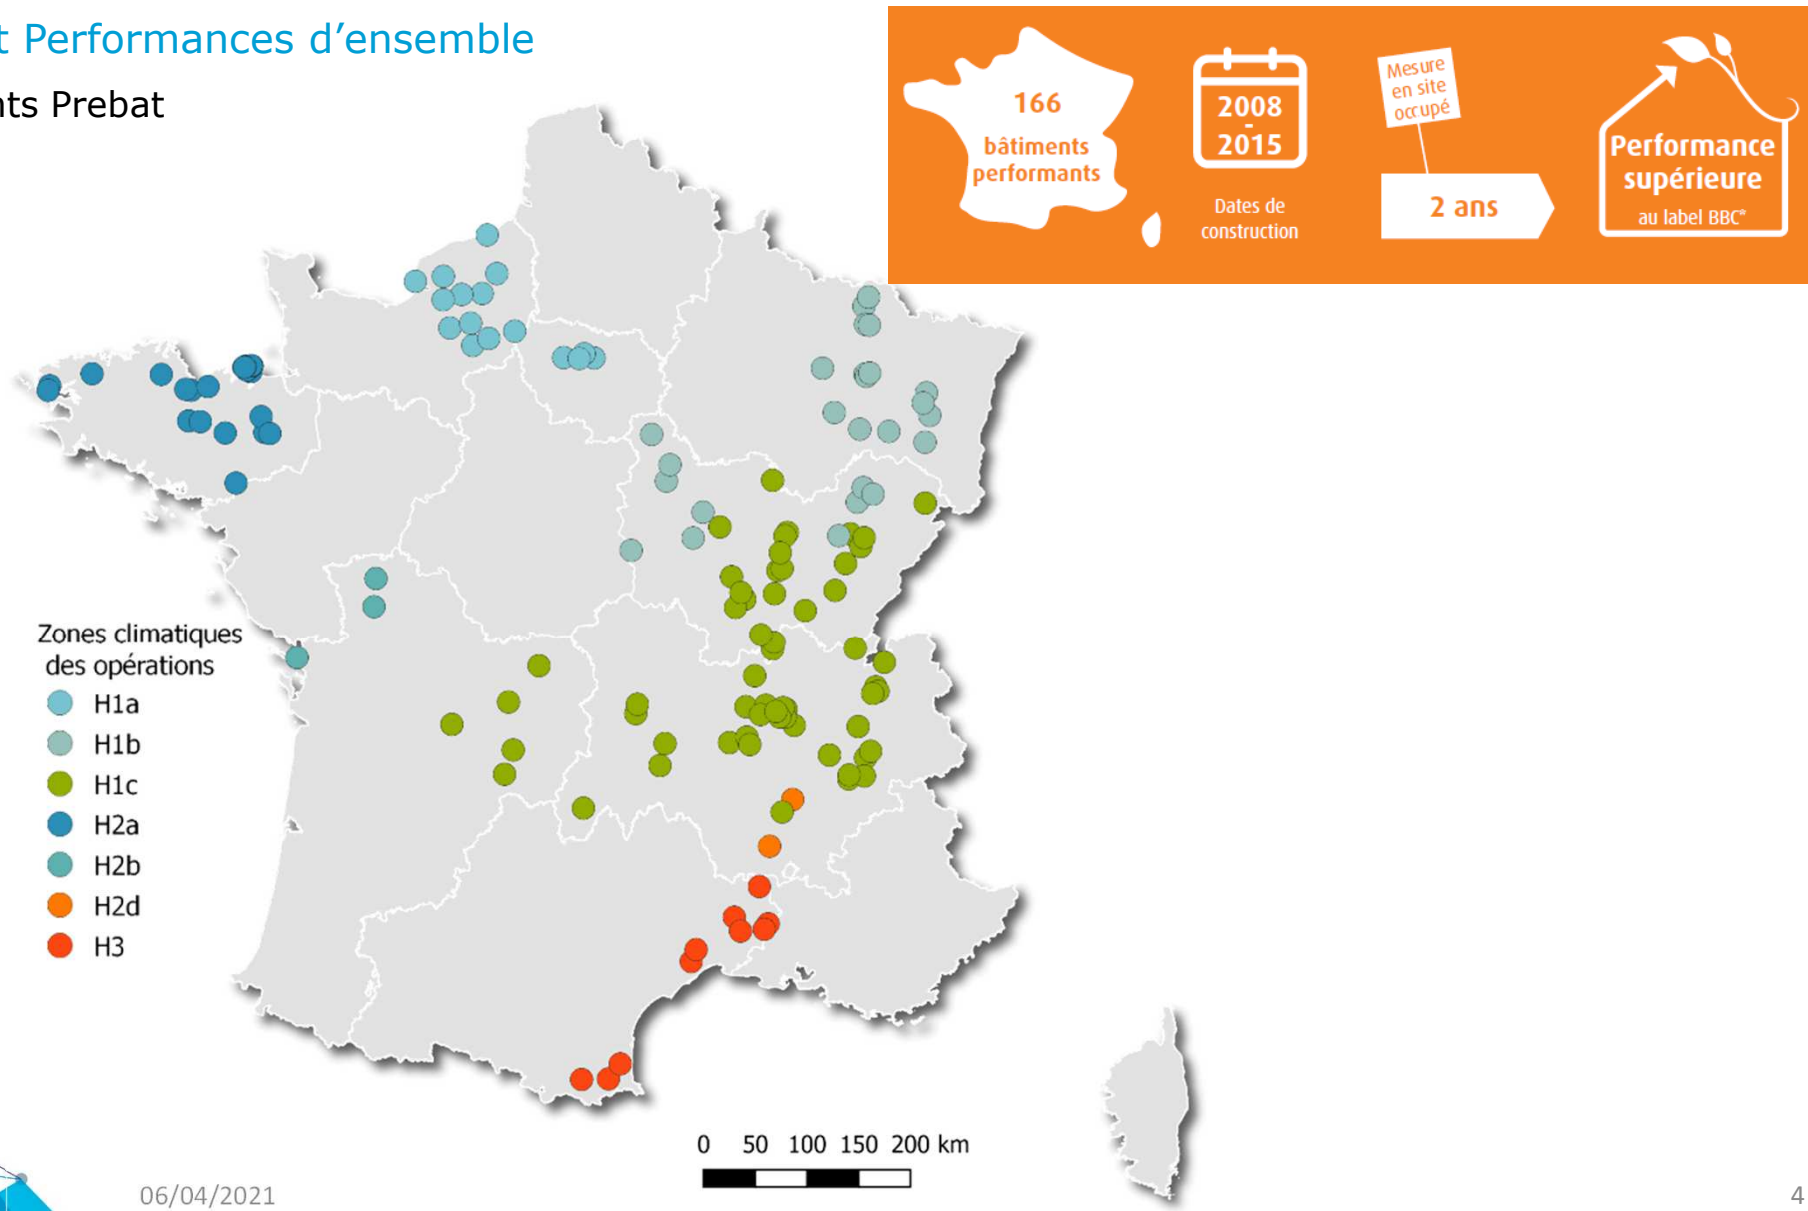 t Performances d’ensemble
nts Prebat
166
bâtiments
performants
2008
-
2015
Dates de
construction
Mesure
en site
occupé
2 ans
Performance
supérieure
au label BBC*
Zones climatiques
des opérations
H1a
H1b
H1c
H2a
H2b
H2d
H3
0 50 100 150 200 km
06/04/2021
4